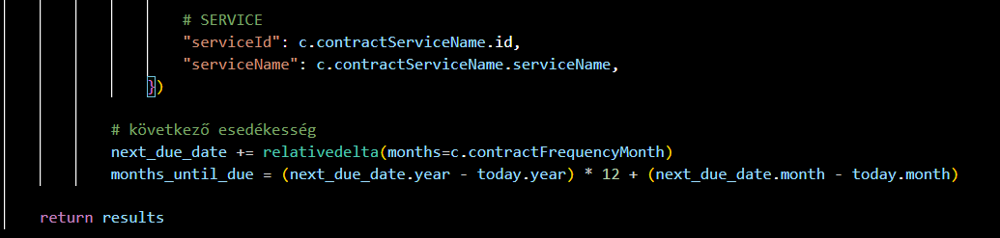 # SERVICE
"serviceId": c.contractServiceName.id,
"serviceName": c.contractServiceName.serviceName,
})
# következő esedékesség
next_due_date += relativedelta(months=c.contractFrequencyMonth)
months_until_due = (next_due_date.year - today.year) * 12 + (next_due_date.month - today.month)
return results